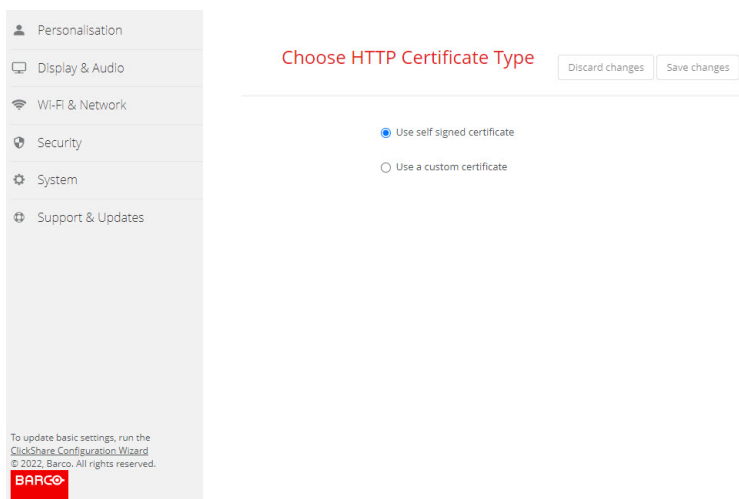 Personalisation
Display & Audio
Wi-Fi & Network
Security
System
Support & Updates
To update basic settings, run the
ClickShare Configuration Wizard
© 2022, Barco. All rights reserved.
BARCO
Choose HTTP Certificate Type
Discard changes
Save changes
Use self signed certificate
Use a custom certificate